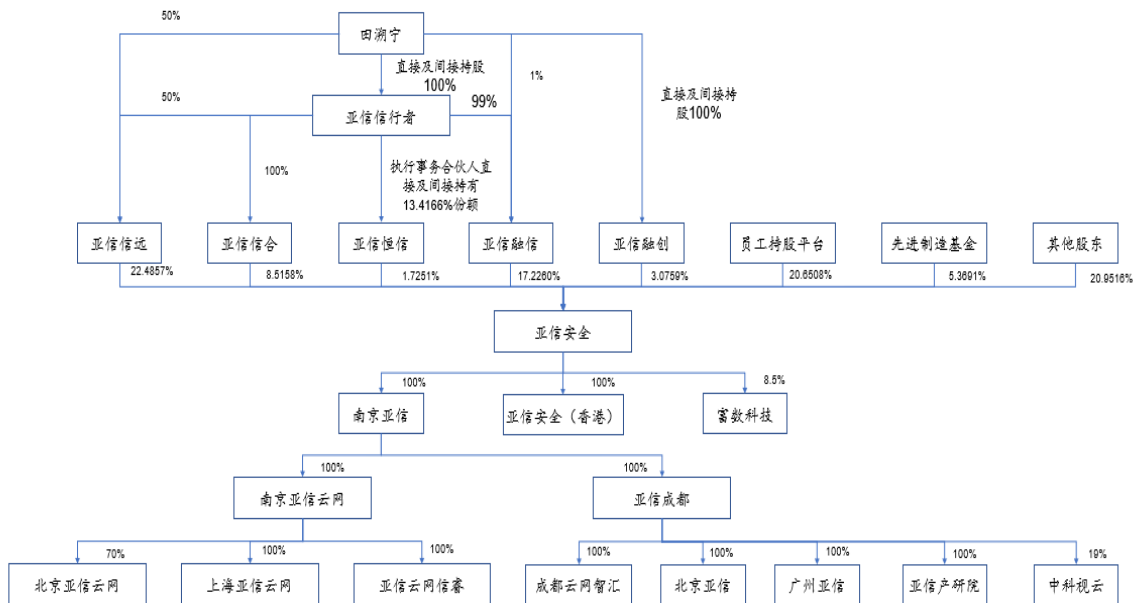 50%
田溯宁
直接及间接持股
100%
1%
50%
99%
直接及间接持
股100%
亚信信行者
100%
执行事务合伙人直
接及间接持有
13.4166%份额
亚信信远
亚信信合
亚信恒信
亚信融信
亚信融创
员工持股平台
先进制造基金
其他股东
22.4857%
8.5158%
1.7251%
17.2260%
3.0759%
20.6508%
5.3691%
20.9516%
亚信安全
100%
100%
8.5%
南京亚信
亚信安全（香港）
富数科技
100%
100%
南京亚信云网
亚信成都
70%
100%
100%
100%
100%
100%
100%
19%
北京亚信云网
上海亚信云网
亚信云网信睿
成都云网智汇
北京亚信
广州亚信
亚信产研院
中科视云